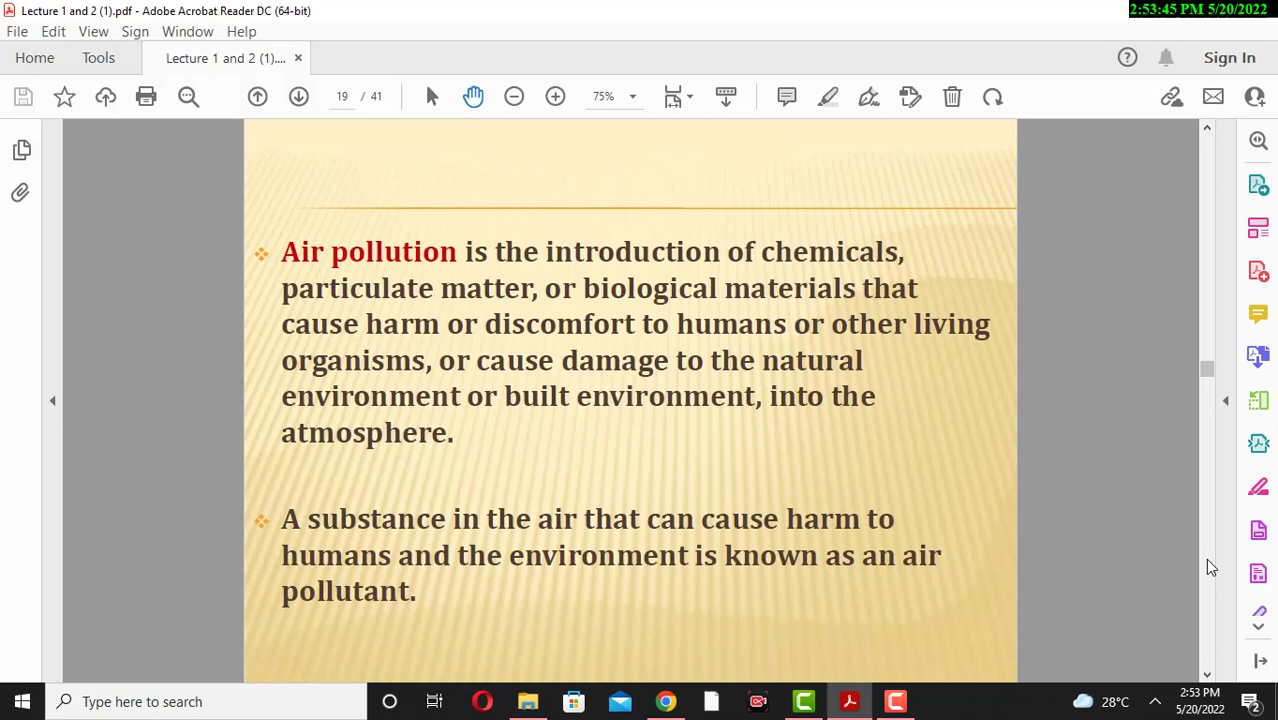 Lecture 1 and 2 (1).pdf - Adobe Acrobat Reader DC (64-bit)
2:53:45 PM 5/20/2022
File Edit View Sign Window Help
Home Tools Lecture 1 and 2 (1).... × Sign In
19 / 41 75%
Air pollution is the introduction of chemicals,
particulate matter, or biological materials that
cause harm or discomfort to humans or other living
organisms, or cause damage to the natural
environment or built environment, into the
atmosphere.
A substance in the air that can cause harm to
humans and the environment is known as an air
pollutant.
Type here to search
28°C
2:53 PM
5/20/2022
2